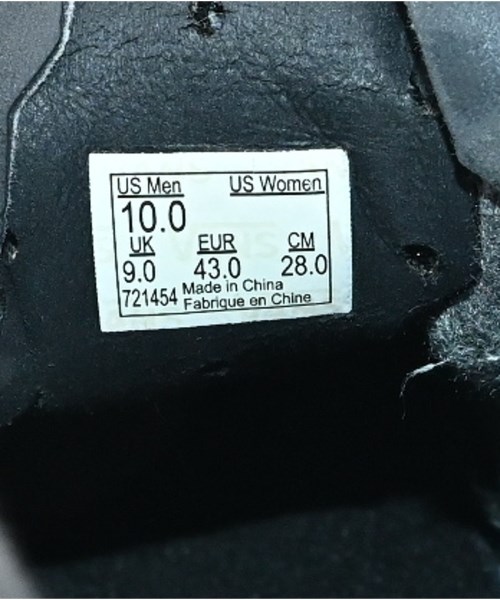 US Men US Women
10.0
UK EUR CM
9.0 43.0 28.0
721454 Made in China
Fabrique en Chine